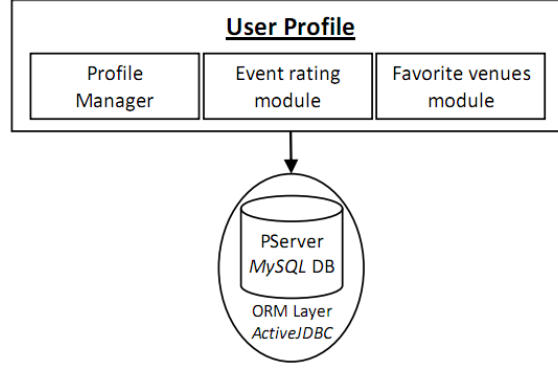 User Profile
Profile
Manager
Event rating
module
Favorite venues
module
PServer
MySQL DB
ORM Layer
ActiveJDBC